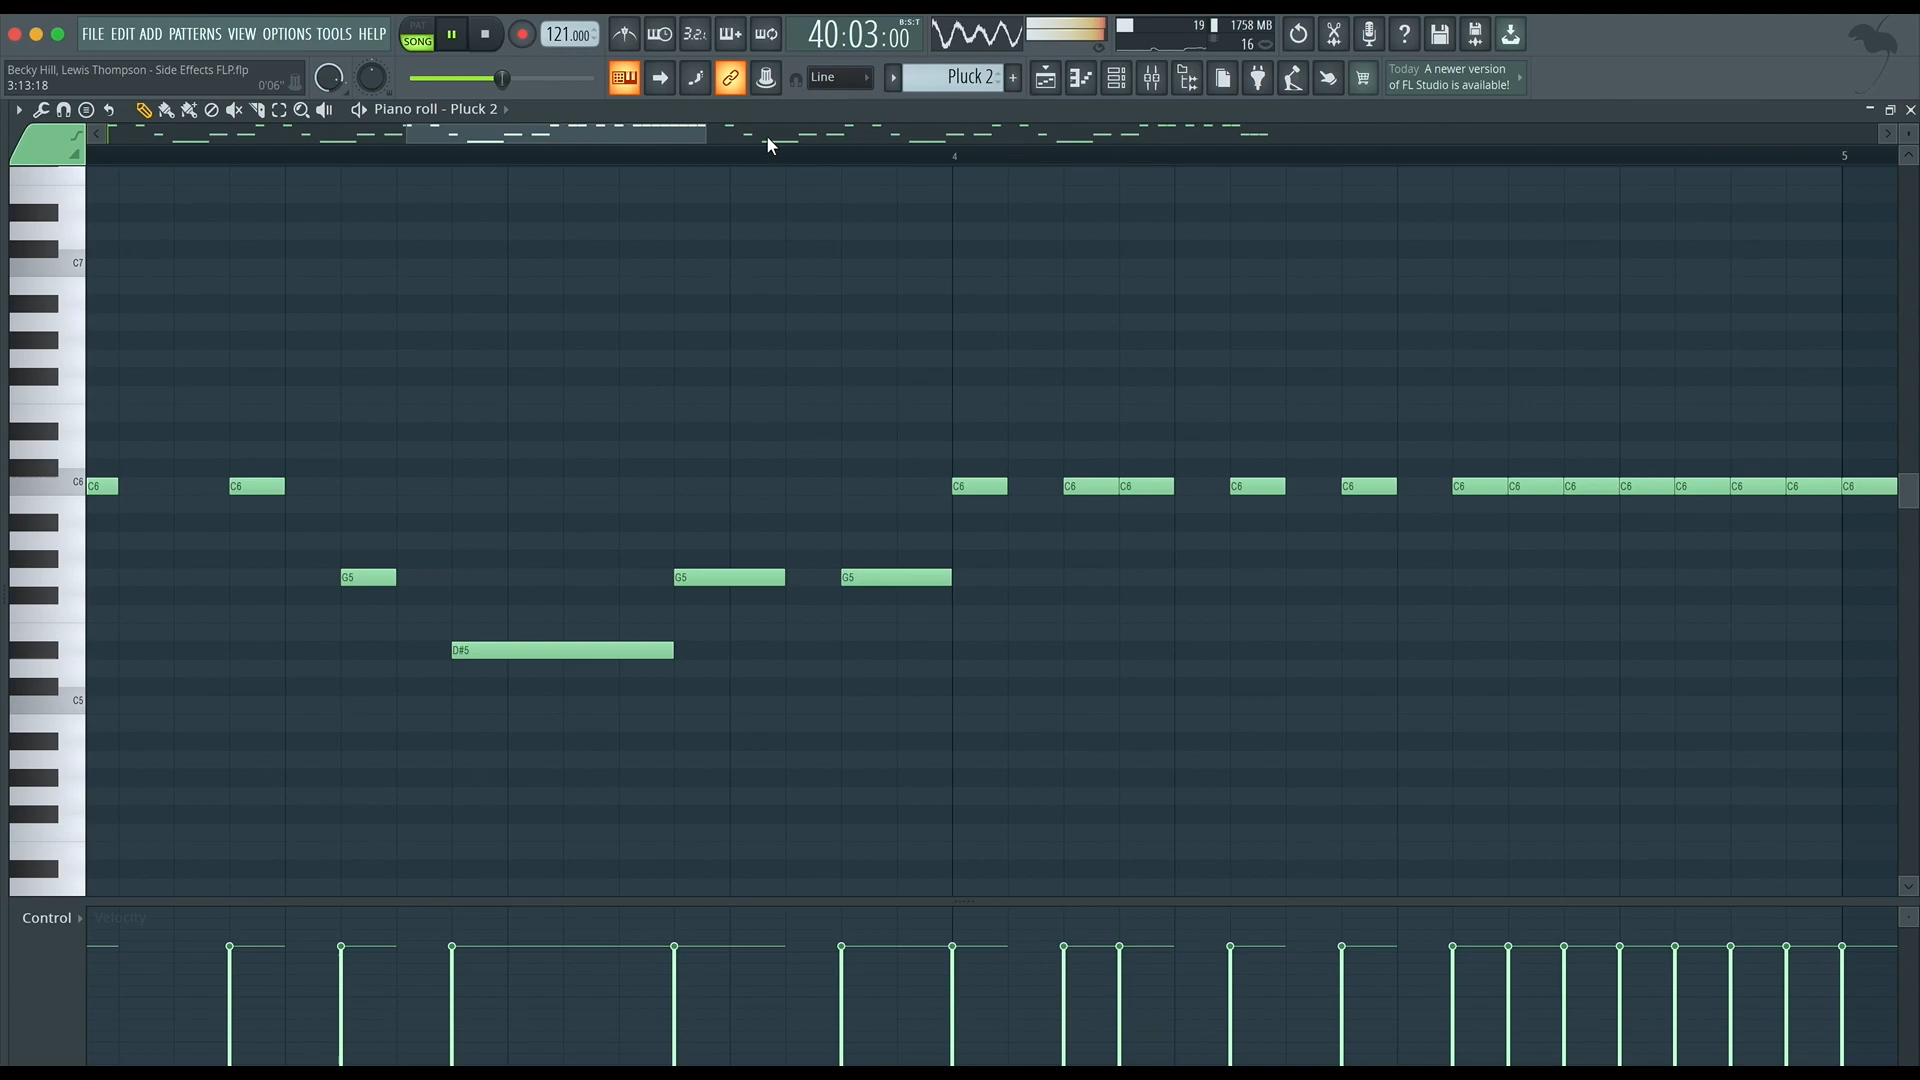 FILE EDIT ADD PATTERNS VIEW OPTIONS TOOLS HELP
PAT
SONG
121.000
3.2.
40:03:00
B:S:T
19
1758 MB
16
Becky Hill, Lewis Thompson - Side Effects FLP.flp
3:13:18
0'06"
Line
Pluck 2
+
Today A newer version
of FL Studio is available!
Piano roll - Pluck 2
4
5
C7
C6
C6 C6 C6 C6 C6 C6 C6 C6 C6 C6 C6 C6 C6 C6 C6
G5 G5 G5
D#5
C5
Control
Velocity